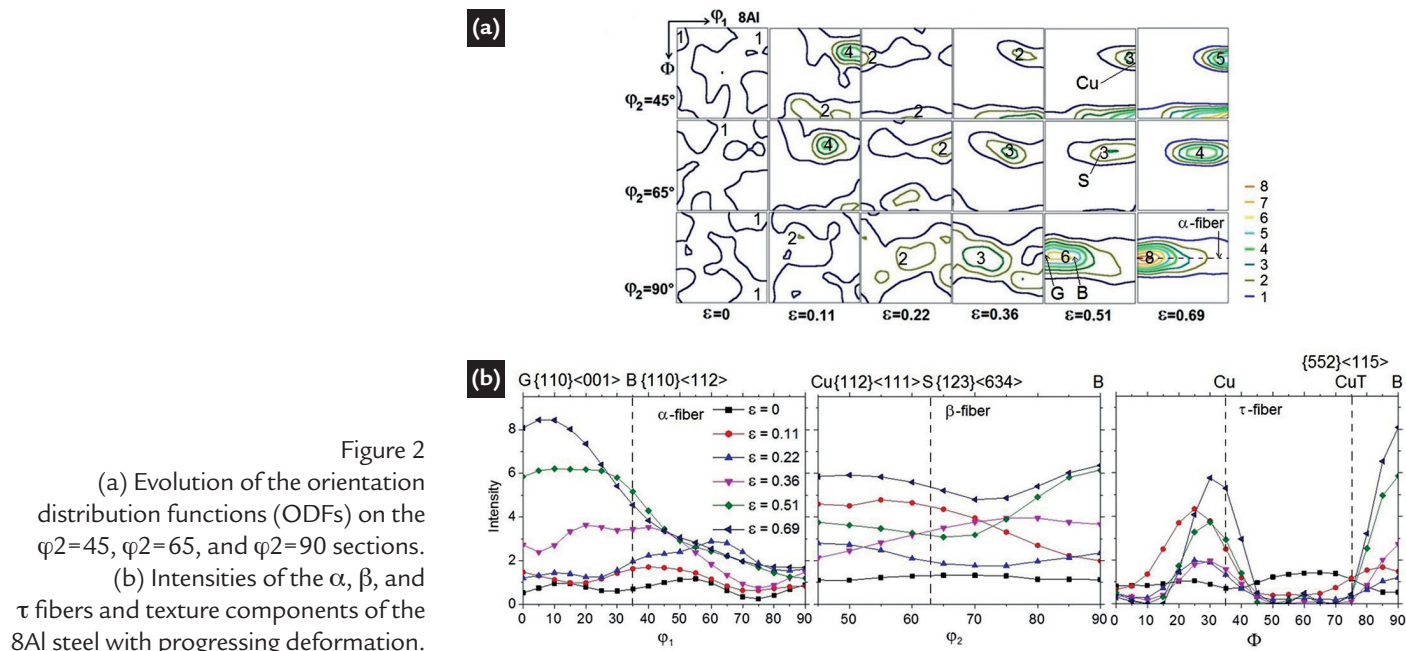 (a)
φ1 8Al
Φ
1 1 4 2 2 3 5
Cu
φ2=45°
2 2
1 4 2 3 3 4
S
φ2=65°
8
7
6
5
4
3
2
1
1 2 2 3 6 8
α-fiber
G B
1
φ2=90°
ε=0 ε=0.11 ε=0.22 ε=0.36 ε=0.51 ε=0.69
(b)
{552}<115>
G {110}<001> B {110}<112> Cu{112}<111> S {123}<634> B Cu CuT B
α-fiber β-fiber τ-fiber
ε = 0
ε = 0.11
ε = 0.22
ε = 0.36
ε = 0.51
ε = 0.69
Intensity
8
6
4
2
0
0 10 20 30 40 50 60 70 80 90 50 60 70 80 90 0 10 20 30 40 50 60 70 80 90
φ1 φ2 Φ
Figure 2
(a) Evolution of the orientation
distribution functions (ODFs) on the
φ2=45, φ2=65, and φ2=90 sections.
(b) Intensities of the α, β, and
τ fibers and texture components of the
8Al steel with progressing deformation.